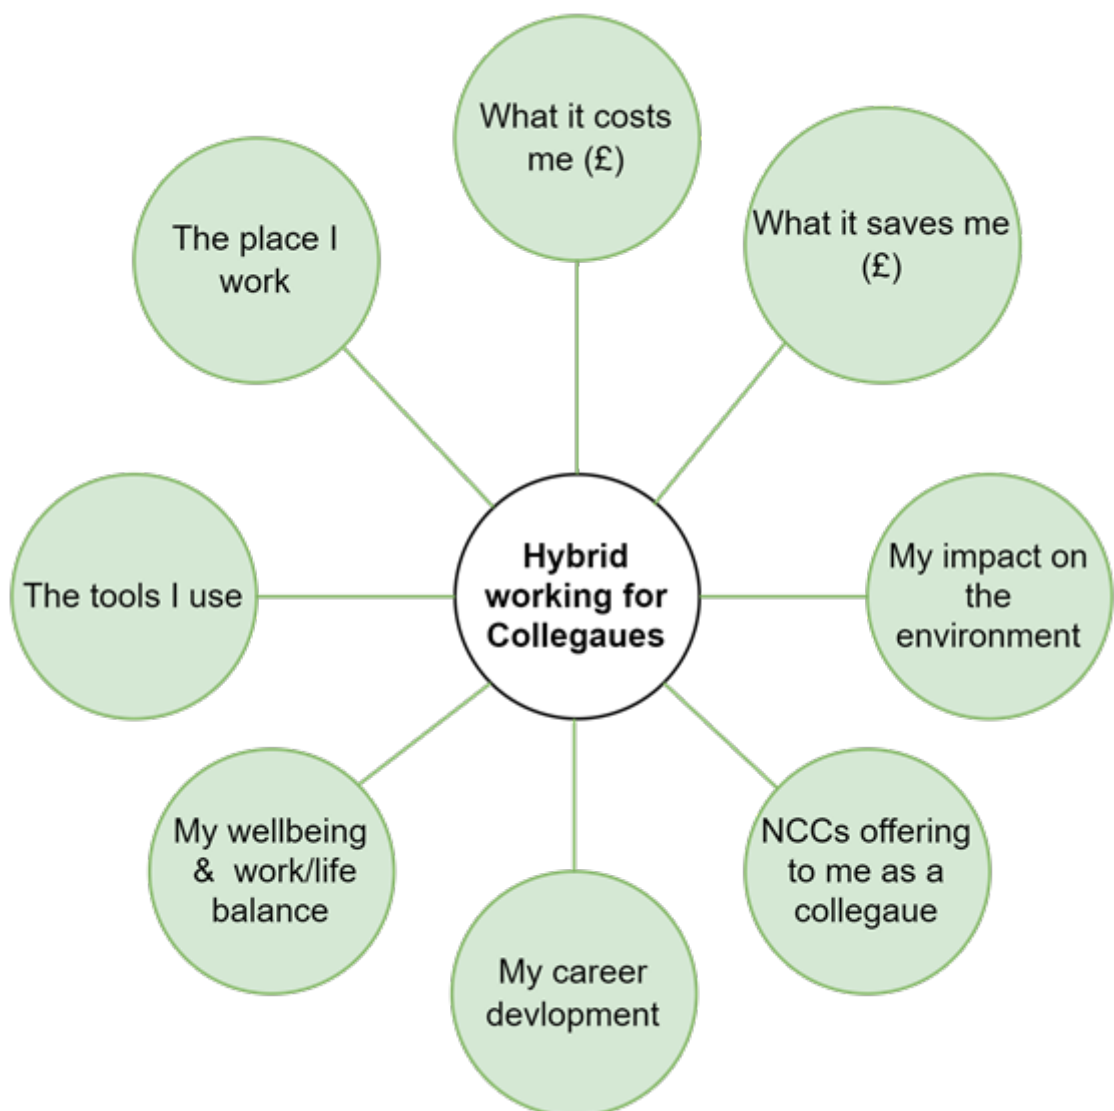 What it costs
me (£)
What it saves me
(£)
The place I
work
Hybrid
working for
Collegaues
The tools I use
My impact on
the
environment
My wellbeing
& work/life
balance
NCCs offering
to me as a
collegaue
My career
devlopment